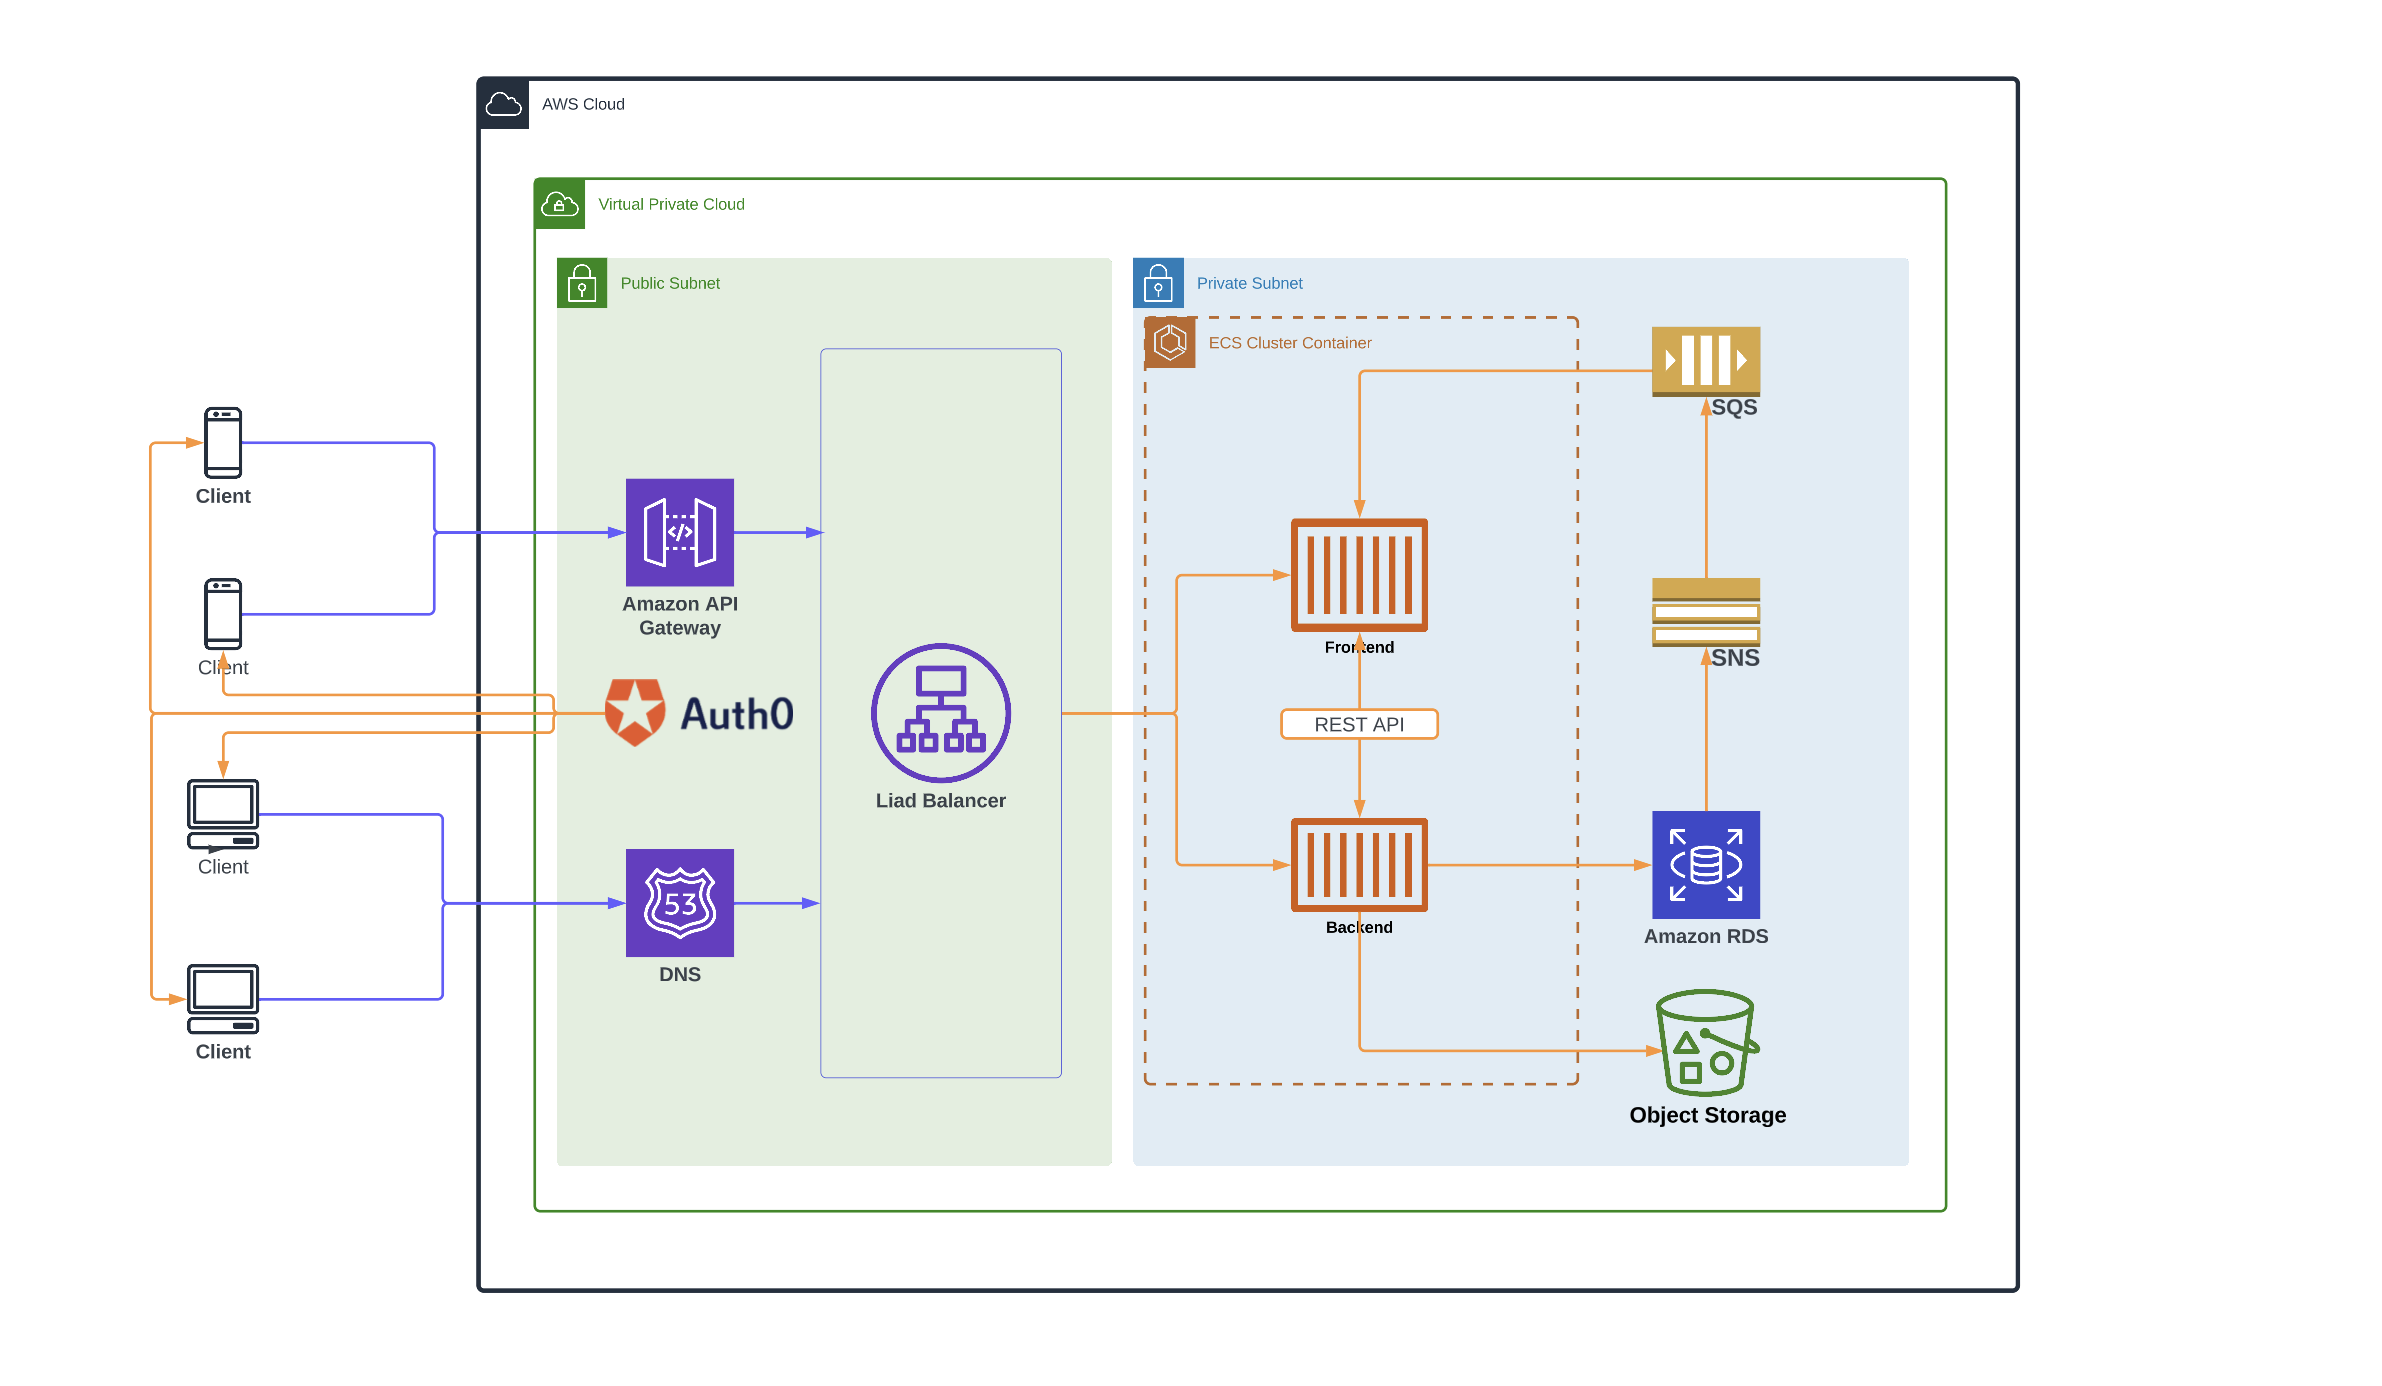 AWS Cloud
Virtual Private Cloud
Public Subnet
Private Subnet
ECS Cluster Container
SQS
Client
Amazon API
Gateway
Client
Frontend
SNS
Auth0
REST API
Liad Balancer
Client
53
DNS
Backend
Amazon RDS
Client
Object Storage